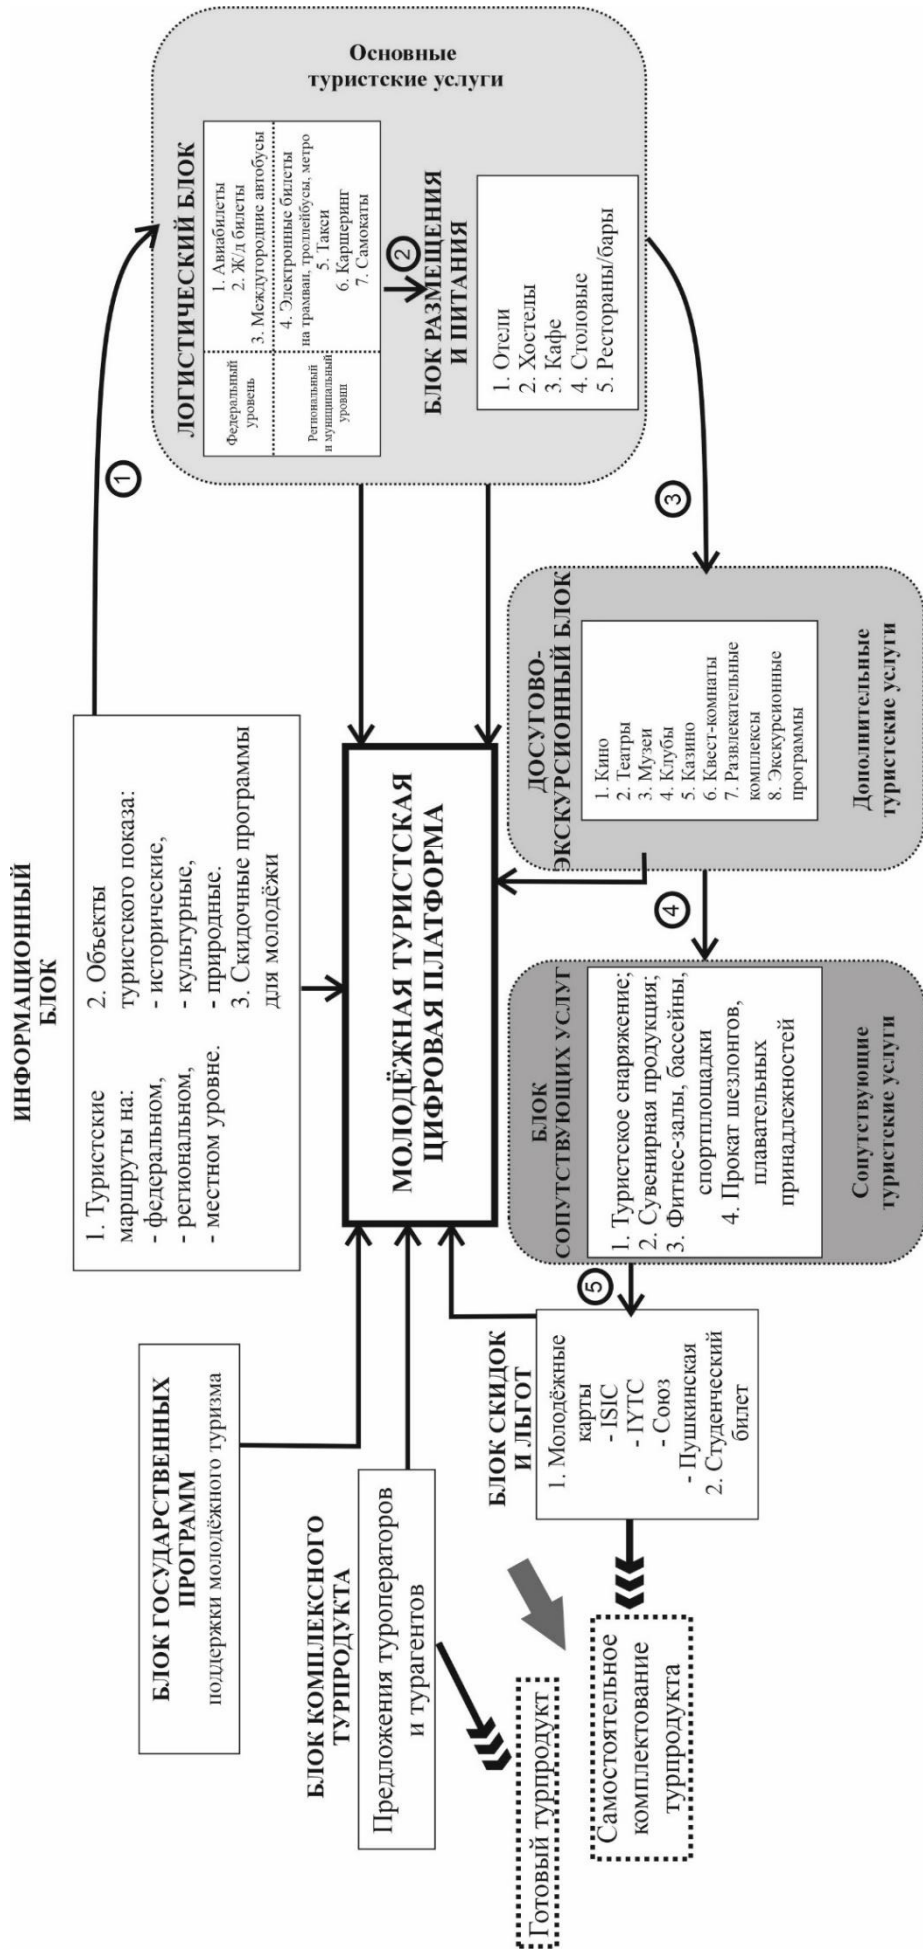 ИНФОРМАЦИОННЫЙ
БЛОК
1. Туристские
маршруты на:
- федеральном,
- региональном,
- местном уровне.
2. Объекты
туристского показа:
- исторические,
- культурные,
- природные.
3. Скидочные программы
для молодёжи
1
БЛОК ГОСУДАРСТВЕННЫХ
ПРОГРАММ
поддержки молодёжного туризма
БЛОК КОМПЛЕКСНОГО
ТУРПРОДУКТА
Предложения туроператоров
и турагентов
Готовый турпродукт
МОЛОДЁЖНАЯ ТУРИСТСКАЯ
ЦИФРОВАЯ ПЛАТФОРМА
Основные
туристские услуги
ЛОГИСТИЧЕСКИЙ БЛОК
Федеральный
уровень
1. Авиабилеты
2. Ж/д билеты
3. Междугородние автобусы
Региональный
и муниципальный
уровни
4. Электронные билеты
на трамваи, троллейбусы, метро
5. Такси
6. Каршеринг
7. Самокаты
2
БЛОК РАЗМЕЩЕНИЯ
И ПИТАНИЯ
1. Отели
2. Хостелы
3. Кафе
4. Столовые
5. Рестораны/бары
3
ДОСУГОВО-
ЭКСКУРСИОННЫЙ БЛОК
1. Кино
2. Театры
3. Музеи
4. Клубы
5. Казино
6. Квест-комнаты
7. Развлекательные
комплексы
8. Экскурсионные
программы
Дополнительные
туристские услуги
4
БЛОК
СОПУТСТВУЮЩИХ УСЛУГ
1. Туристское снаряжение;
2. Сувенирная продукция;
3. Фитнес-залы, бассейны,
спортплощадки
4. Прокат шезлонгов,
плавательных
принадлежностей
Сопутствующие
туристские услуги
5
БЛОК СКИДОК
И ЛЬГОТ
1. Молодёжные
карты
- ISIC
- IYTC
- Союз
- Пушкинская
2. Студенческий
билет
Самостоятельное
комплектование
турпродукта